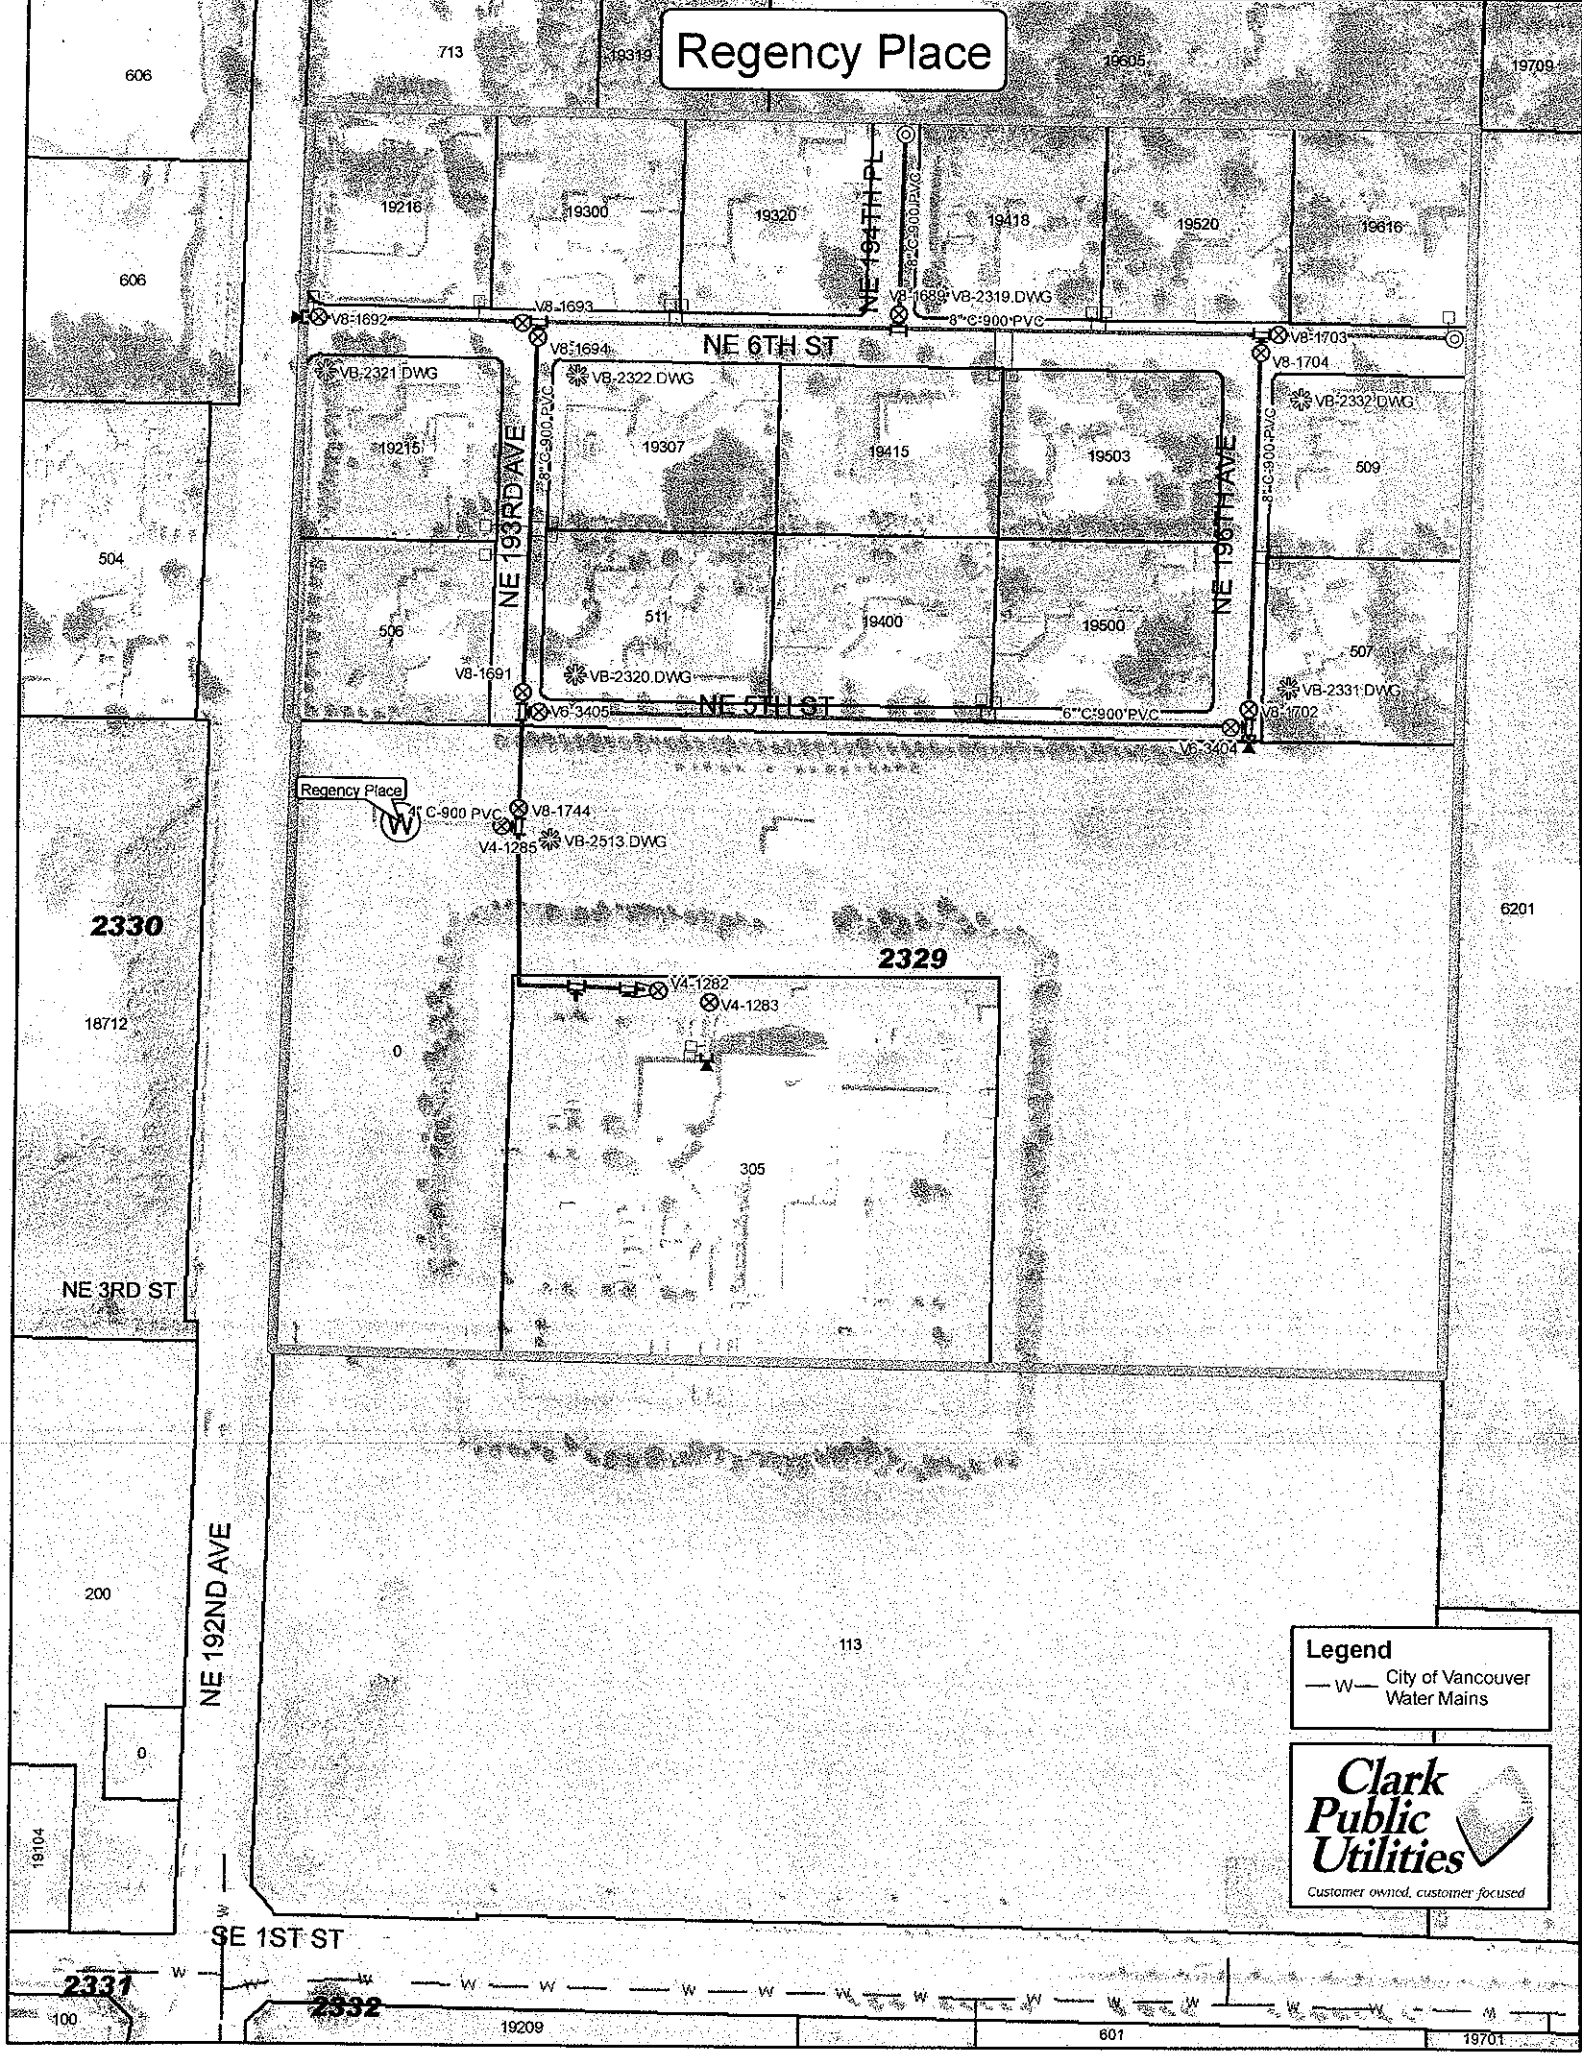 Regency Place
606
713
19319
19605
19709
19216
19300
19320
NE 194TH PL
8" C-900 PVC
19418
19520
19616
606
V8-1693
V8-1689
VB-2319.DWG
V8-1692
8" C-900 PVC
V8-1703
V8-1694
NE 6TH ST
V8-1704
VB-2321.DWG
VB-2322.DWG
VB-2332.DWG
8" C-900 PVC
8" C-900 PVC
19215
NE 193RD AVE
19307
19415
19503
NE 196TH AVE
509
504
506
511
19400
19500
507
V8-1691
VB-2320.DWG
VB-2331.DWG
V6-3405
NE 5TH ST
6" C-900 PVC
V8-1702
V6-3404
Regency Place
W
4" C-900 PVC
V8-1744
V4-1285
VB-2513.DWG
2330
6201
2329
V4-1282
V4-1283
18712
0
305
NE 3RD ST
NE 192ND AVE
200
113
Legend
W City of Vancouver
Water Mains
0
19104
Clark
Public
Utilities
Customer owned, customer focused
W
SE 1ST ST
W W W W W W W W W W W W W W
2331
2332
100
19209
601
19701